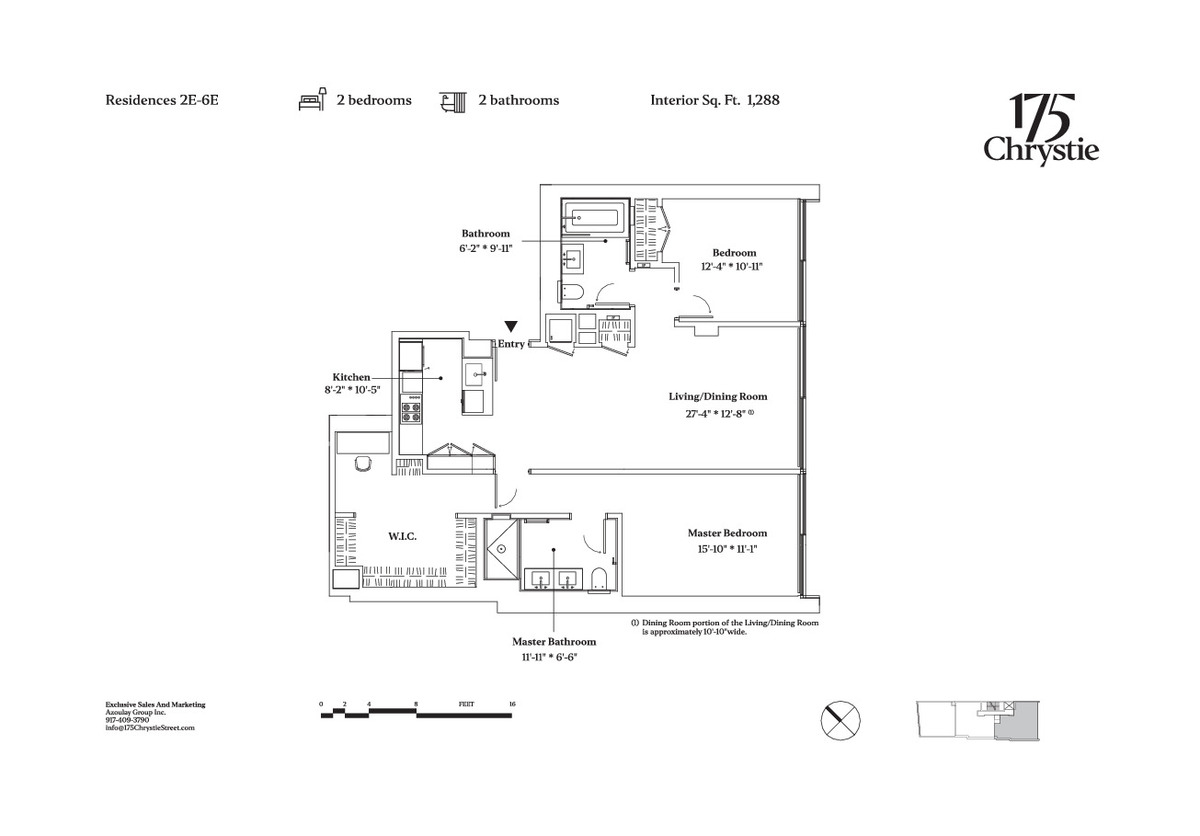 Residences 2E-6E
2 bedrooms
2 bathrooms
Interior Sq. Ft. 1,288
175
Chrystie
Bathroom
6'-2" * 9'-11"
Bedroom
12'-4" * 10'-11"
Entry
Kitchen
8'-2" * 10'-5"
Living/Dining Room
27'-4" * 12'-8" (1)
W.I.C.
Master Bedroom
15'-10" * 11'-1"
(1) Dining Room portion of the Living/Dining Room
is approximately 10'-10"wide.
Master Bathroom
11'-11" * 6'-6"
Exclusive Sales And Marketing
Azoulay Group Inc.
917-409-3790
info@175ChrystieStreet.com
0 2 4 8 FEET 16